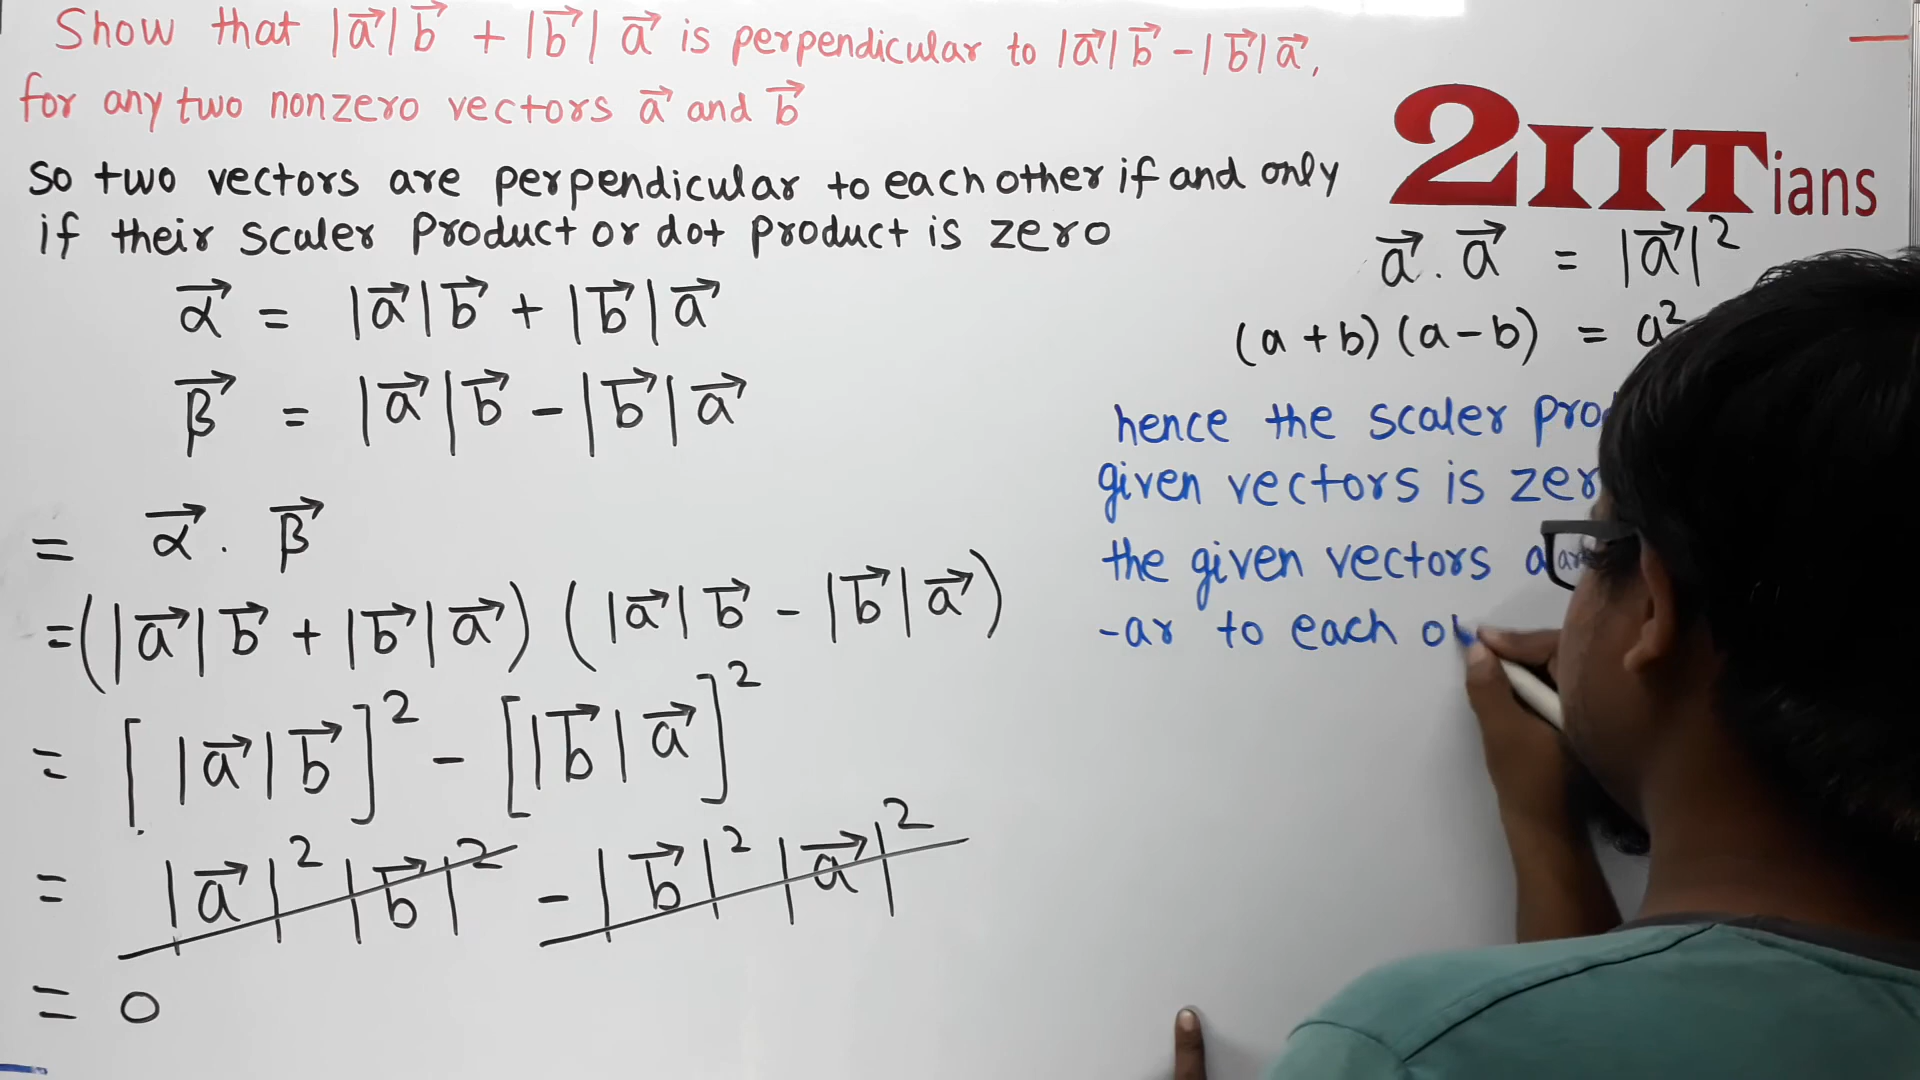 Show that |a⃗| b⃗ + |b⃗| a⃗ is perpendicular to |a⃗| b⃗ - |b⃗| a⃗,
for any two nonzero vectors a⃗ and b⃗
2IITians
so two vectors are perpendicular to each other if and only
if their scaler product or dot product is zero
α⃗ = |a⃗| b⃗ + |b⃗| a⃗
β⃗ = |a⃗| b⃗ - |b⃗| a⃗
= α⃗ . β⃗
= (|a⃗| b⃗ + |b⃗| a⃗) (|a⃗| b⃗ - |b⃗| a⃗)
= [|a⃗| b⃗]² - [|b⃗| a⃗]²
= |a⃗|² |b⃗|² - |b⃗|² |a⃗|²
= 0
a⃗ . a⃗ = |a⃗|²
(a + b) (a - b) = a²
hence the scaler
given vectors is
the given vectors
-ar to each